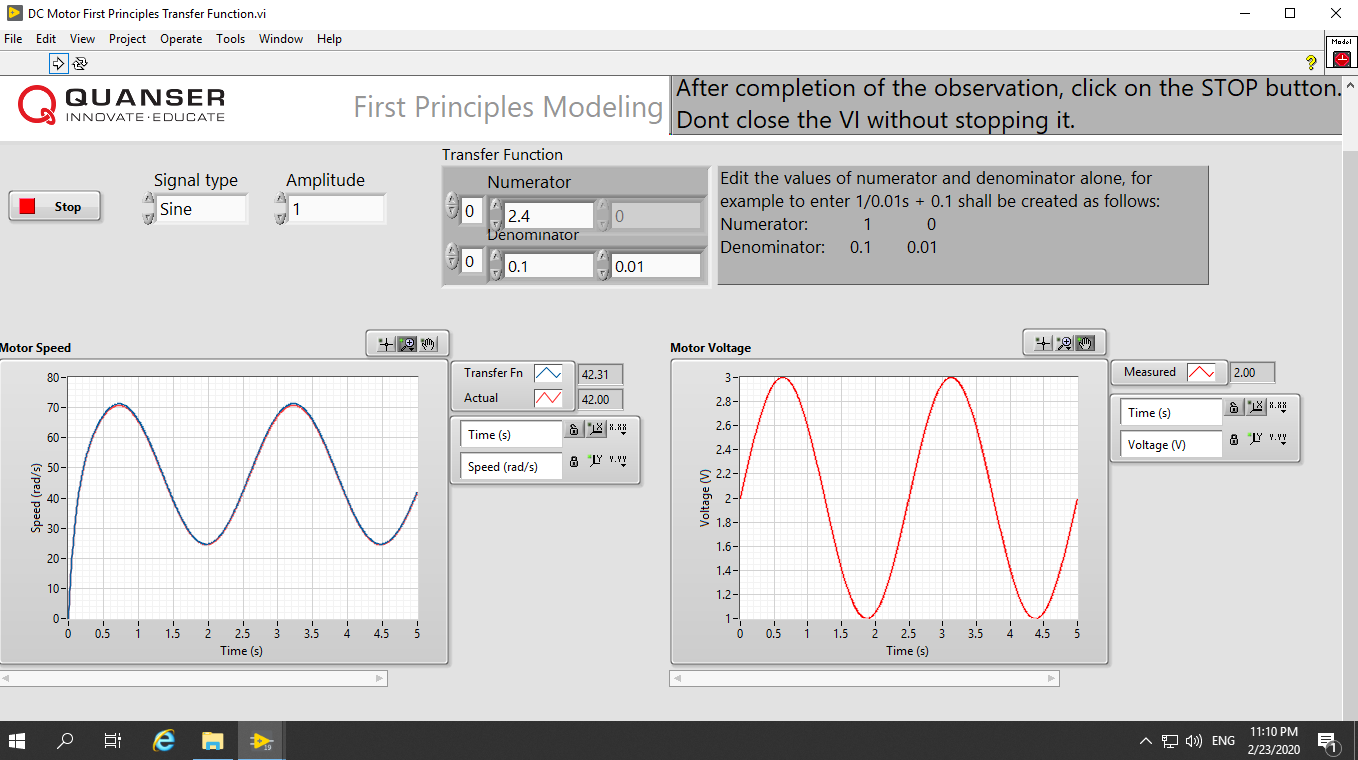 DC Motor First Principles Transfer Function.vi
File Edit View Project Operate Tools Window Help
Model
QUANSER
INNOVATE·EDUCATE
First Principles Modeling
After completion of the observation, click on the STOP button.
Dont close the VI without stopping it.
Stop
Signal type
Sine
Amplitude
1
Transfer Function
Numerator
0 2.4 0
Denominator
0 0.1 0.01
Edit the values of numerator and denominator alone, for
example to enter 1/0.01s + 0.1 shall be created as follows:
Numerator: 1 0
Denominator: 0.1 0.01
Motor Speed
Transfer Fn 42.31
Actual 42.00
Time (s) X.XX
Speed (rad/s) Y.YY
80
70
60
50
40
30
20
10
0
Speed (rad/s)
0 0.5 1 1.5 2 2.5 3 3.5 4 4.5 5
Time (s)
Motor Voltage
Measured 2.00
Time (s) X.XX
Voltage (V) Y.YY
3
2.8
2.6
2.4
2.2
2
1.8
1.6
1.4
1.2
1
Voltage (V)
0 0.5 1 1.5 2 2.5 3 3.5 4 4.5 5
Time (s)
19
ENG
11:10 PM
2/23/2020
1